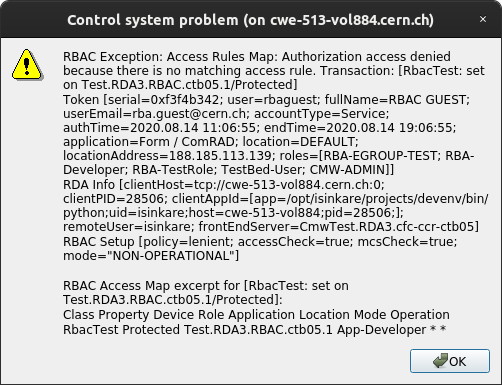 Control system problem (on cwe-513-vol884.cern.ch)
×
RBAC Exception: Access Rules Map: Authorization access denied
because there is no matching access rule. Transaction: [RbacTest: set
on Test.RDA3.RBAC.ctb05.1/Protected]
Token [serial=0xf3f4b342; user=rbaguest; fullName=RBAC GUEST;
userEmail=rba.guest@cern.ch; accountType=Service;
authTime=2020.08.14 11:06:55; endTime=2020.08.14 19:06:55;
application=Form / ComRAD; location=DEFAULT;
locationAddress=188.185.113.139; roles=[RBA-EGROUP-TEST; RBA-
Developer; RBA-TestRole; TestBed-User; CMW-ADMIN]]
RDA Info [clientHost=tcp://cwe-513-vol884.cern.ch:0;
clientPID=28506; clientAppId=[app=/opt/isinkare/projects/devenv/bin/
python;uid=isinkare;host=cwe-513-vol884;pid=28506;];
remoteUser=isinkare; frontEndServer=CmwTest.RDA3.cfc-ccr-ctb05]
RBAC Setup [policy=lenient; accessCheck=true; mcsCheck=true;
mode="NON-OPERATIONAL"]
RBAC Access Map excerpt for [RbacTest: set on
Test.RDA3.RBAC.ctb05.1/Protected]:
Class Property Device Role Application Location Mode Operation
RbacTest Protected Test.RDA3.RBAC.ctb05.1 App-Developer * *
OK